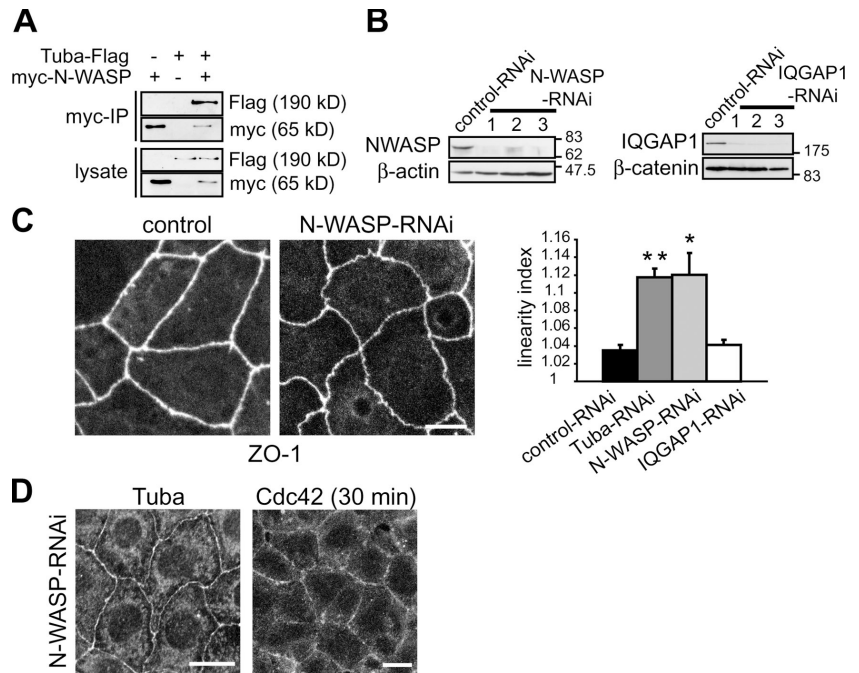 A
Tuba-Flag - + +
myc-N-WASP + - +
myc-IP
Flag (190 kD)
myc (65 kD)
lysate
Flag (190 kD)
myc (65 kD)
B
control-RNAi
N-WASP
-RNAi
1 2 3
NWASP
83
62
β-actin
47.5
control-RNAi
IQGAP1
-RNAi
1 2 3
IQGAP1
175
β-catenin
83
C
control
N-WASP-RNAi
ZO-1
linearity index
1.16
1.14
1.12
1.1
1.08
1.06
1.04
1.02
1
**
*
control-RNAi
Tuba-RNAi
N-WASP-RNAi
IQGAP1-RNAi
D
Tuba
Cdc42 (30 min)
N-WASP-RNAi